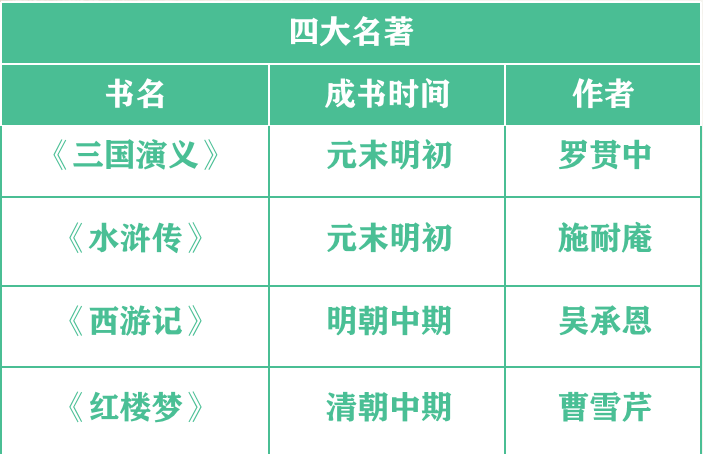 四大名著
书名 成书时间 作者
《三国演义》 元末明初 罗贯中
《水浒传》 元末明初 施耐庵
《西游记》 明朝中期 吴承恩
《红楼梦》 清朝中期 曹雪芹